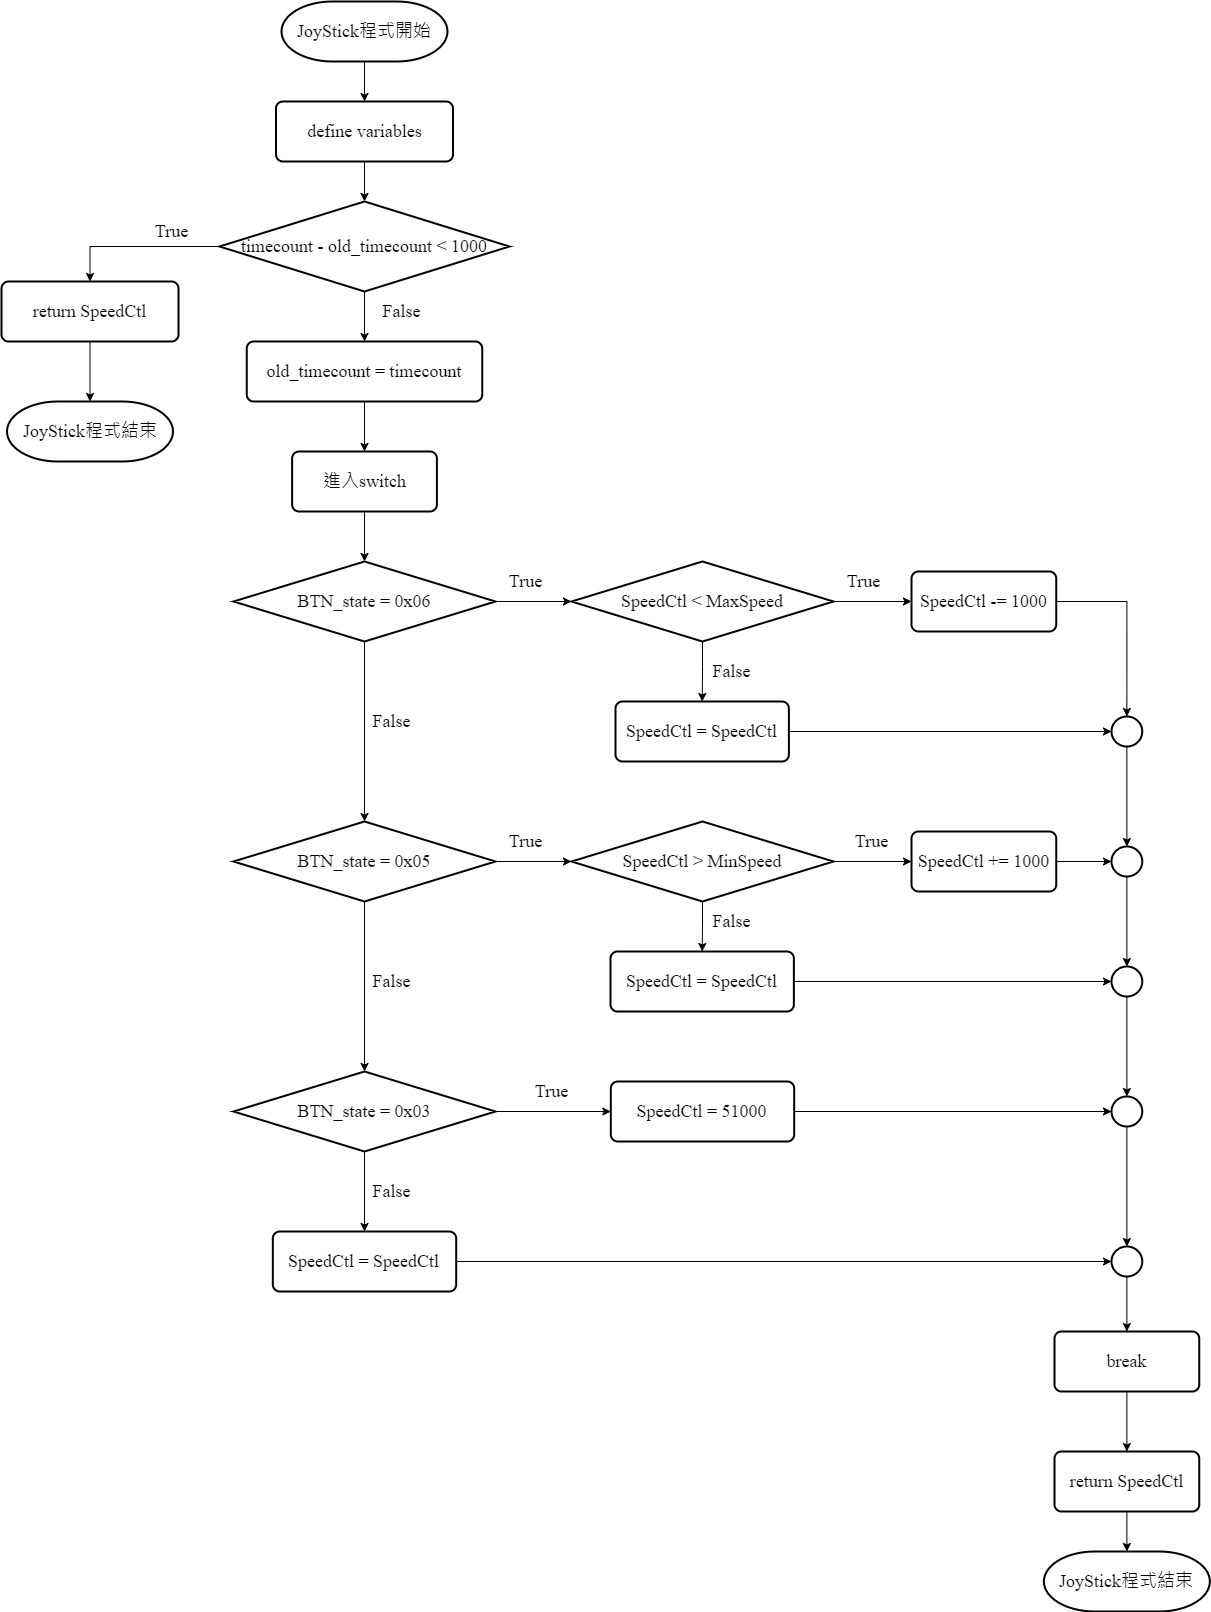 JoyStick程式開始
define variables
timecount - old_timecount < 1000
True
False
return SpeedCtl
JoyStick程式結束
old_timecount = timecount
進入switch
BTN_state = 0x06
True
SpeedCtl < MaxSpeed
True
SpeedCtl -= 1000
False
SpeedCtl = SpeedCtl
False
BTN_state = 0x05
True
SpeedCtl > MinSpeed
True
SpeedCtl += 1000
False
SpeedCtl = SpeedCtl
False
BTN_state = 0x03
True
SpeedCtl = 51000
False
SpeedCtl = SpeedCtl
break
return SpeedCtl
JoyStick程式結束